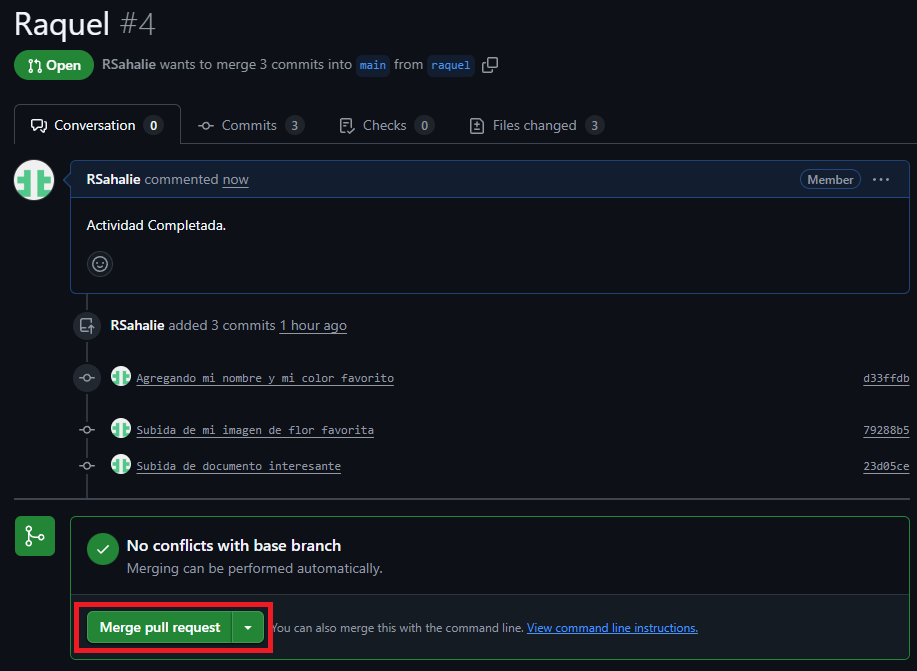 Raquel #4
Open RSahalie wants to merge 3 commits into main from raquel
Conversation 0 Commits 3 Checks 0 Files changed 3
RSahalie commented now Member
Actividad Completada.
RSahalie added 3 commits 1 hour ago
Agregando mi nombre y mi color favorito d33ffdb
Subida de mi imagen de flor favorita 79288b5
Subida de documento interesante 23d05ce
No conflicts with base branch
Merging can be performed automatically.
Merge pull request You can also merge this with the command line. View command line instructions.